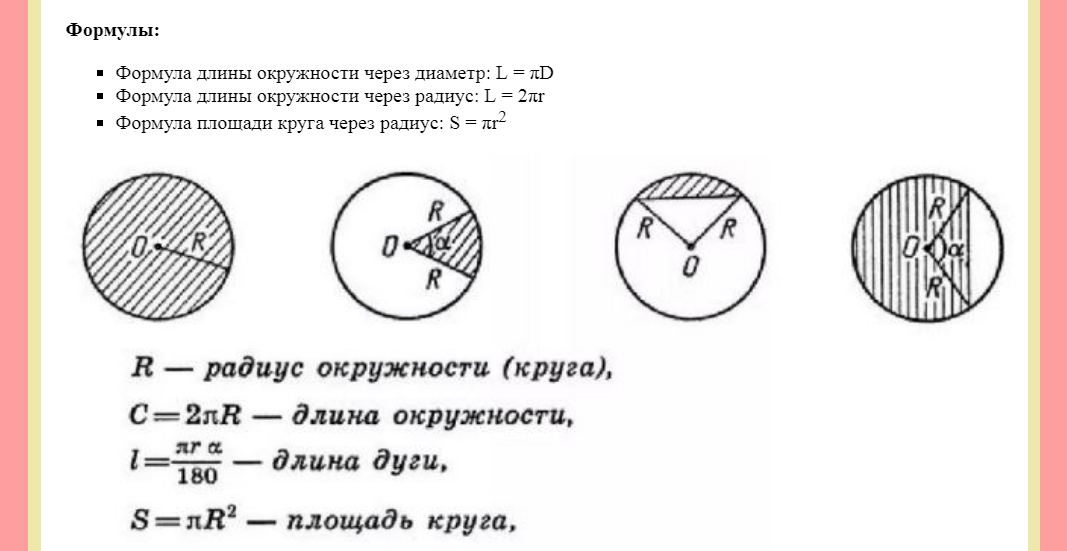 Формулы:
Формула длины окружности через диаметр: L = πD
Формула длины окружности через радиус: L = 2πr
Формула площади круга через радиус: S = πr²
O R
O R α R
R R O
O R α R
R — радиус окружности (круга),
C=2πR — длина окружности,
l=πr α/180 — длина дуги,
S=πR² — площадь круга,